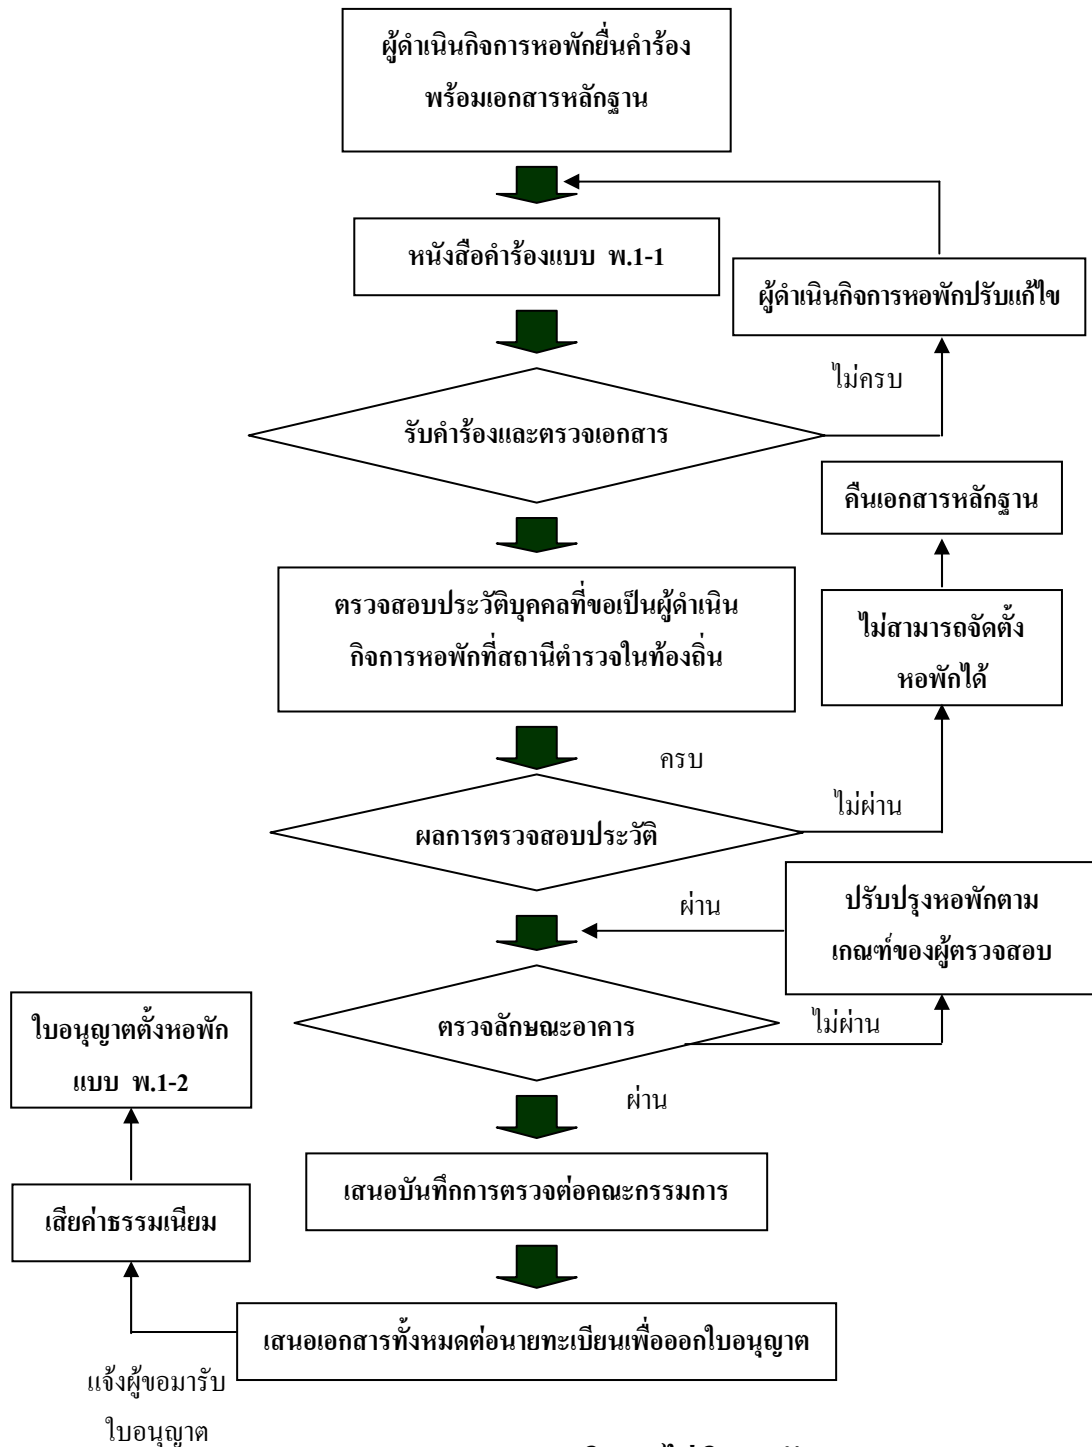 ผู้ดำเนินกิจการหอพักยื่นคำร้อง
พร้อมเอกสารหลักฐาน
หนังสือคำร้องแบบ พ.1-1
ผู้ดำเนินกิจการหอพักปรับแก้ไข
ไม่ครบ
รับคำร้องและตรวจเอกสาร
คืนเอกสารหลักฐาน
ตรวจสอบประวัติบุคคลที่ขอเป็นผู้ดำเนิน
กิจการหอพักที่สถานีตำรวจในท้องถิ่น
ไม่สามารถจัดตั้ง
หอพักได้
ครบ
ไม่ผ่าน
ผลการตรวจสอบประวัติ
ผ่าน
ปรับปรุงหอพักตาม
เกณฑ์ของผู้ตรวจสอบ
ใบอนุญาตตั้งหอพัก
แบบ พ.1-2
ตรวจลักษณะอาคาร
ไม่ผ่าน
ผ่าน
เสนอบันทึกการตรวจต่อคณะกรรมการ
เสียค่าธรรมเนียม
เสนอเอกสารทั้งหมดต่อนายทะเบียนเพื่อออกใบอนุญาต
แจ้งผู้ขอมารับ
ใบอนุญาต